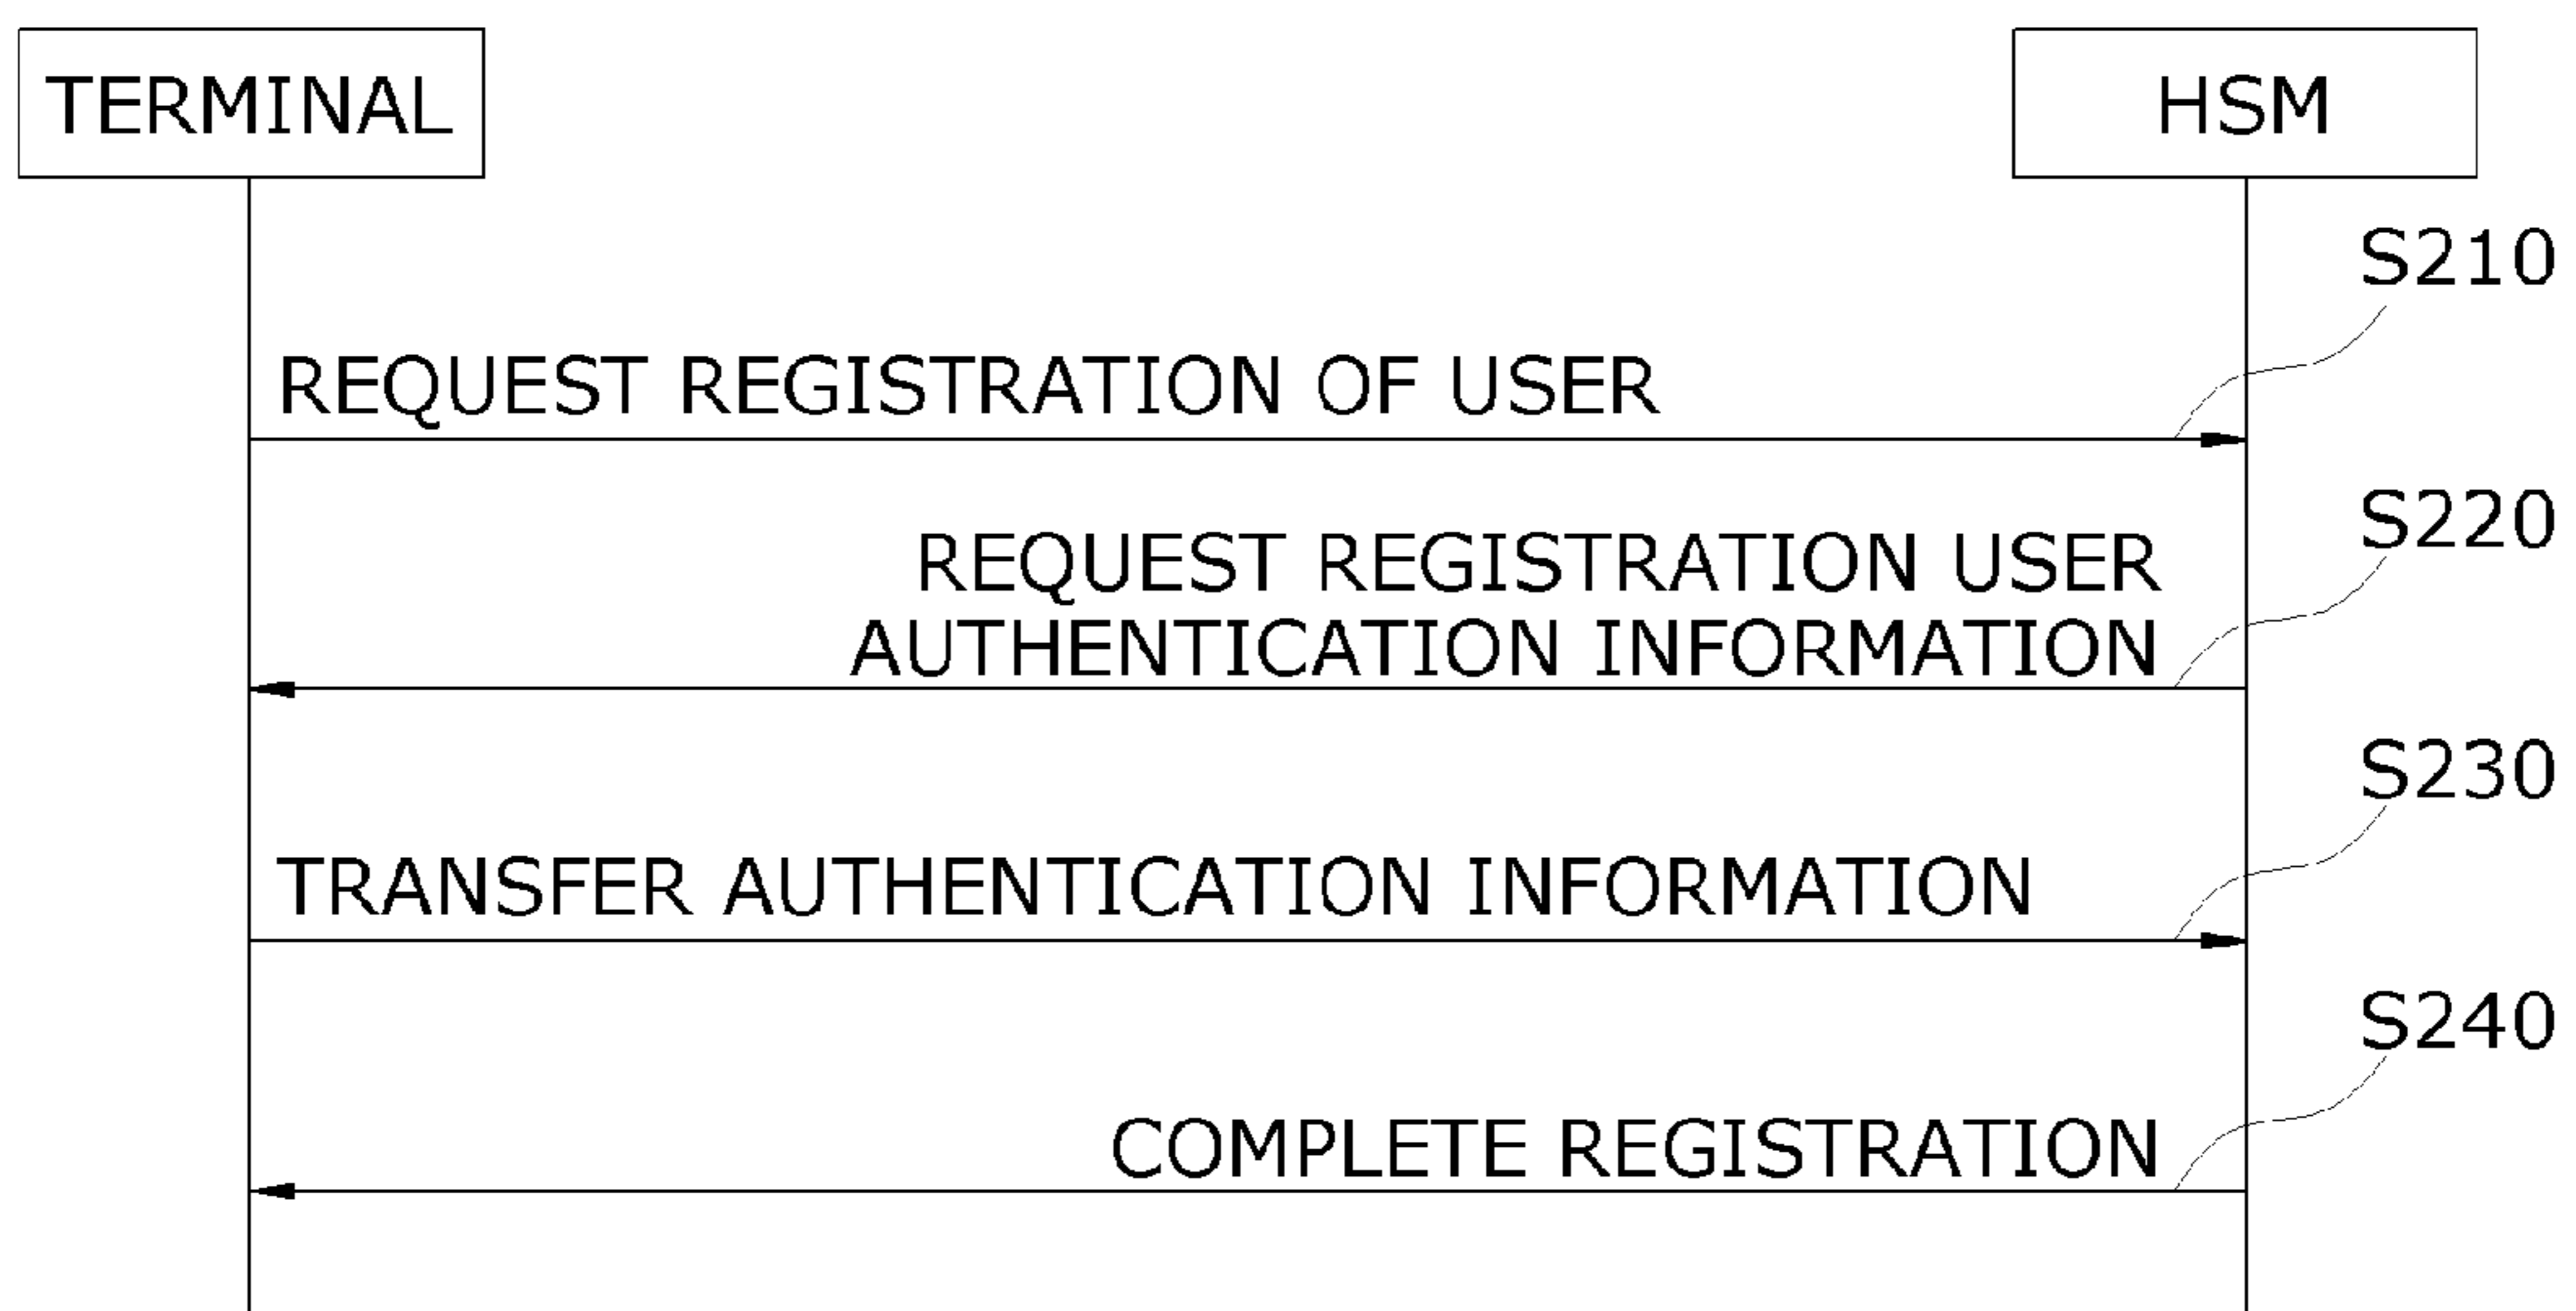 TERMINAL
HSM
S210
REQUEST REGISTRATION OF USER
S220
REQUEST REGISTRATION USER
AUTHENTICATION INFORMATION
S230
TRANSFER AUTHENTICATION INFORMATION
S240
COMPLETE REGISTRATION